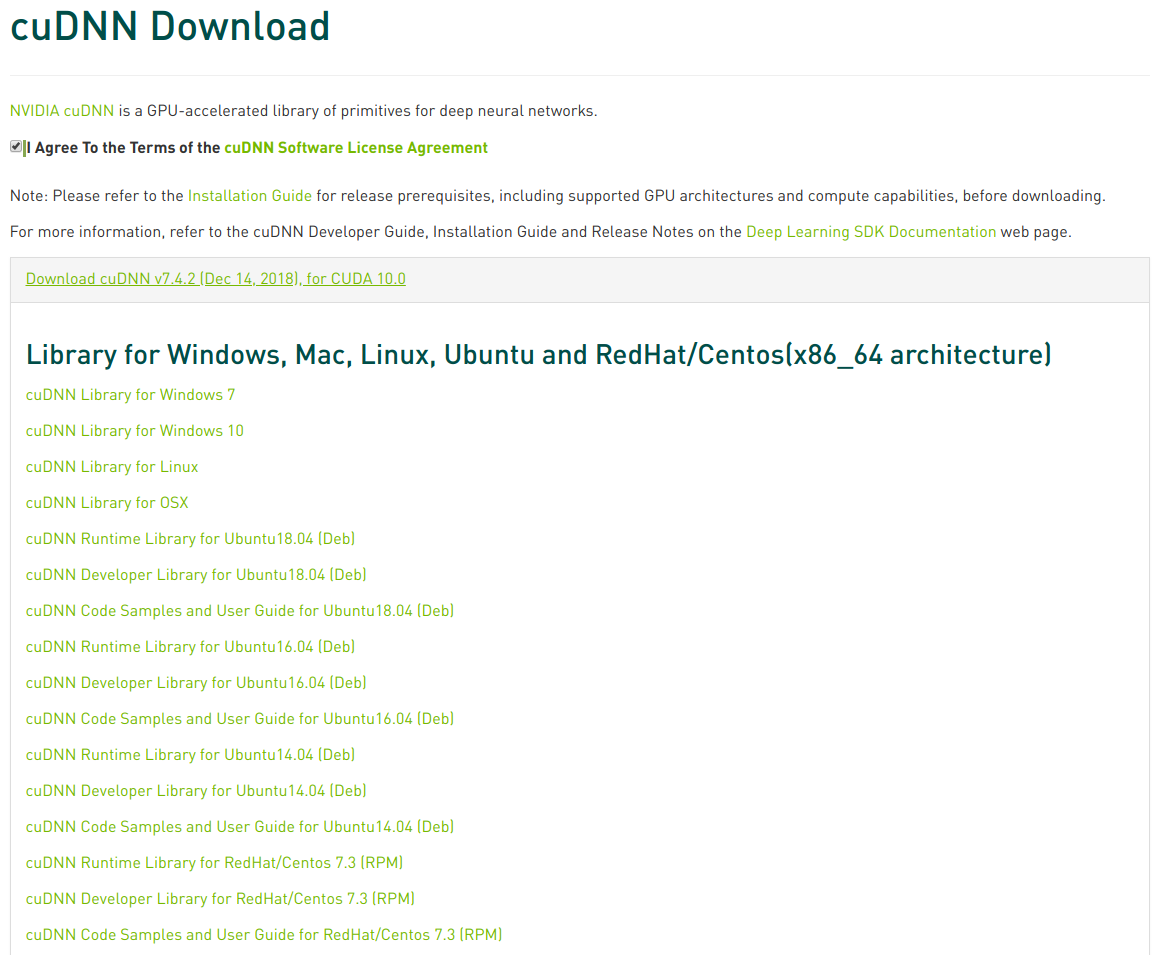 cuDNN Download
NVIDIA cuDNN is a GPU-accelerated library of primitives for deep neural networks.
I Agree To the Terms of the cuDNN Software License Agreement
Note: Please refer to the Installation Guide for release prerequisites, including supported GPU architectures and compute capabilities, before downloading.
For more information, refer to the cuDNN Developer Guide, Installation Guide and Release Notes on the Deep Learning SDK Documentation web page.
Download cuDNN v7.4.2 (Dec 14, 2018), for CUDA 10.0
Library for Windows, Mac, Linux, Ubuntu and RedHat/Centos(x86_64 architecture)
cuDNN Library for Windows 7
cuDNN Library for Windows 10
cuDNN Library for Linux
cuDNN Library for OSX
cuDNN Runtime Library for Ubuntu18.04 (Deb)
cuDNN Developer Library for Ubuntu18.04 (Deb)
cuDNN Code Samples and User Guide for Ubuntu18.04 (Deb)
cuDNN Runtime Library for Ubuntu16.04 (Deb)
cuDNN Developer Library for Ubuntu16.04 (Deb)
cuDNN Code Samples and User Guide for Ubuntu16.04 (Deb)
cuDNN Runtime Library for Ubuntu14.04 (Deb)
cuDNN Developer Library for Ubuntu14.04 (Deb)
cuDNN Code Samples and User Guide for Ubuntu14.04 (Deb)
cuDNN Runtime Library for RedHat/Centos 7.3 (RPM)
cuDNN Developer Library for RedHat/Centos 7.3 (RPM)
cuDNN Code Samples and User Guide for RedHat/Centos 7.3 (RPM)